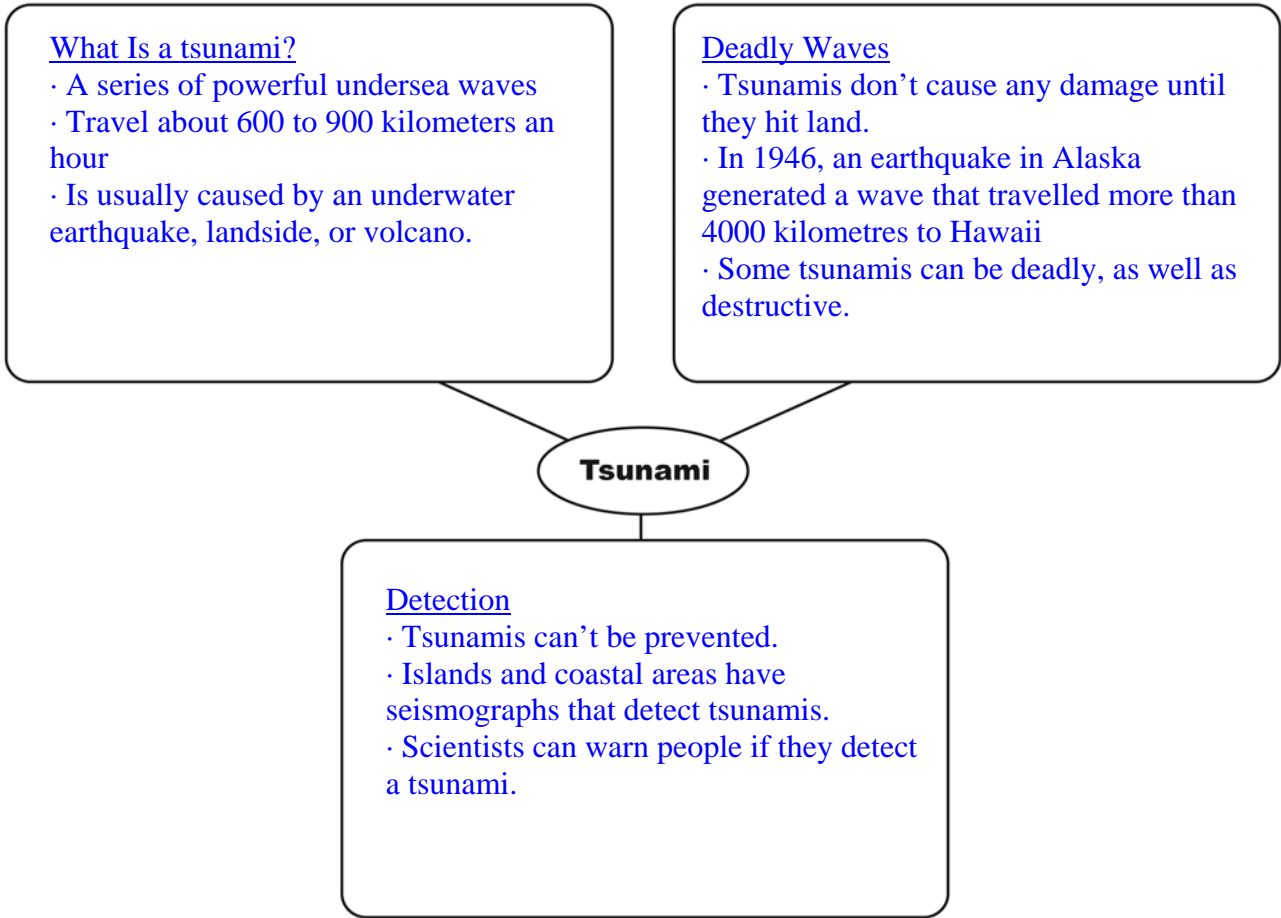 What Is a tsunami?
· A series of powerful undersea waves
· Travel about 600 to 900 kilometers an
hour
· Is usually caused by an underwater
earthquake, landside, or volcano.
Deadly Waves
· Tsunamis don’t cause any damage until
they hit land.
· In 1946, an earthquake in Alaska
generated a wave that travelled more than
4000 kilometres to Hawaii
· Some tsunamis can be deadly, as well as
destructive.
Tsunami
Detection
· Tsunamis can’t be prevented.
· Islands and coastal areas have
seismographs that detect tsunamis.
· Scientists can warn people if they detect
a tsunami.